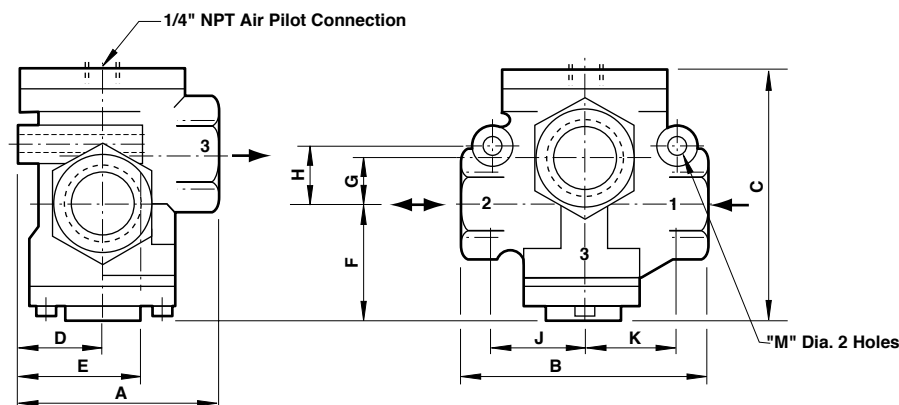 1/4" NPT Air Pilot Connection
3
H
G
C
2
1
F
3
D
J
K
"M" Dia. 2 Holes
E
B
A